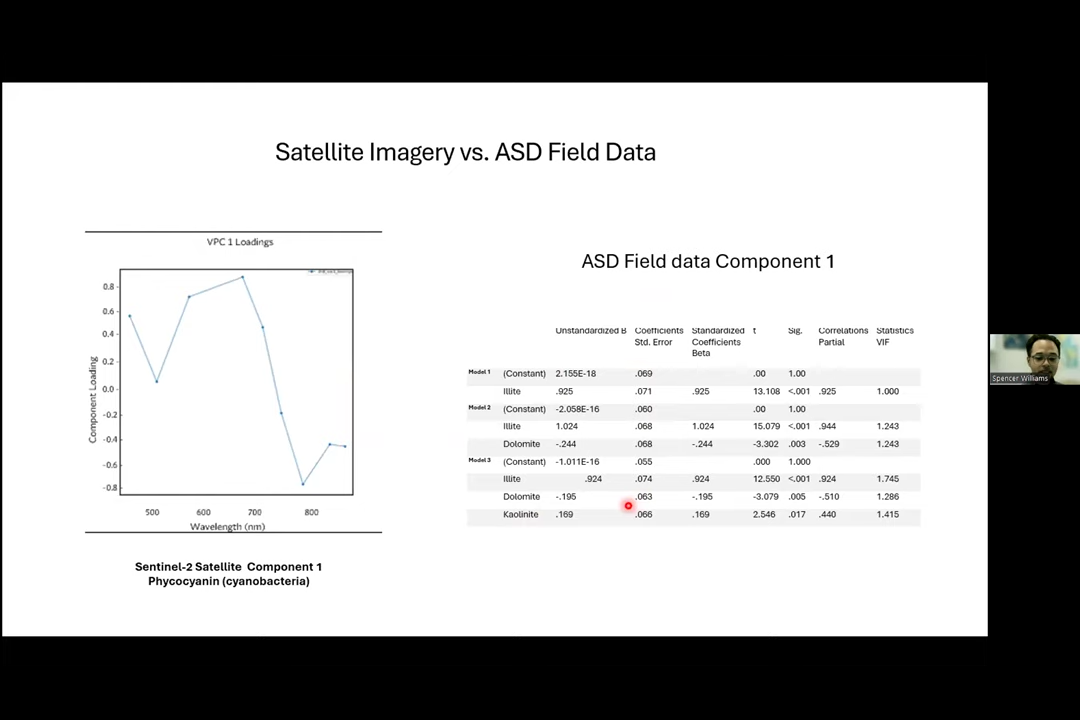 Satellite Imagery vs. ASD Field Data
VPC 1 Loadings
0.8
0.6
0.4
0.2
0.0
-0.2
-0.4
-0.6
-0.8
Component Loading
500 600 700 800
Wavelength (nm)
Sentinel-2 Satellite Component 1
Phycocyanin (cyanobacteria)
ASD Field data Component 1
Unstandardized B Coefficients Standardized t Sig. Correlations Statistics
Std. Error Coefficients Partial VIF
Beta
Model 1 (Constant) 2.155E-18 .069 .00 1.00
Illite .925 .071 .925 13.108 <.001 .925 1.000
Model 2 (Constant) -2.058E-16 .060 .00 1.00
Illite 1.024 .068 1.024 15.079 <.001 .944 1.243
Dolomite -.244 .068 -.244 -3.302 .003 -.529 1.243
Model 3 (Constant) -1.011E-16 .055 .000 1.000
Illite .924 .074 .924 12.550 <.001 .924 1.745
Dolomite -.195 .063 -.195 -3.079 .005 -.510 1.286
Kaolinite .169 .066 .169 2.546 .017 .440 1.415
Spencer Williams